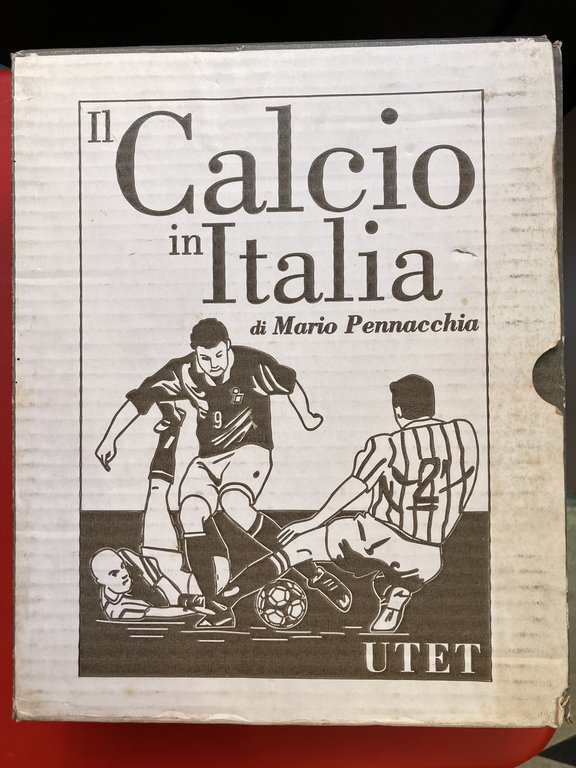 Il Calcio
in Italia
di Mario Pennacchia
9
2
UTET